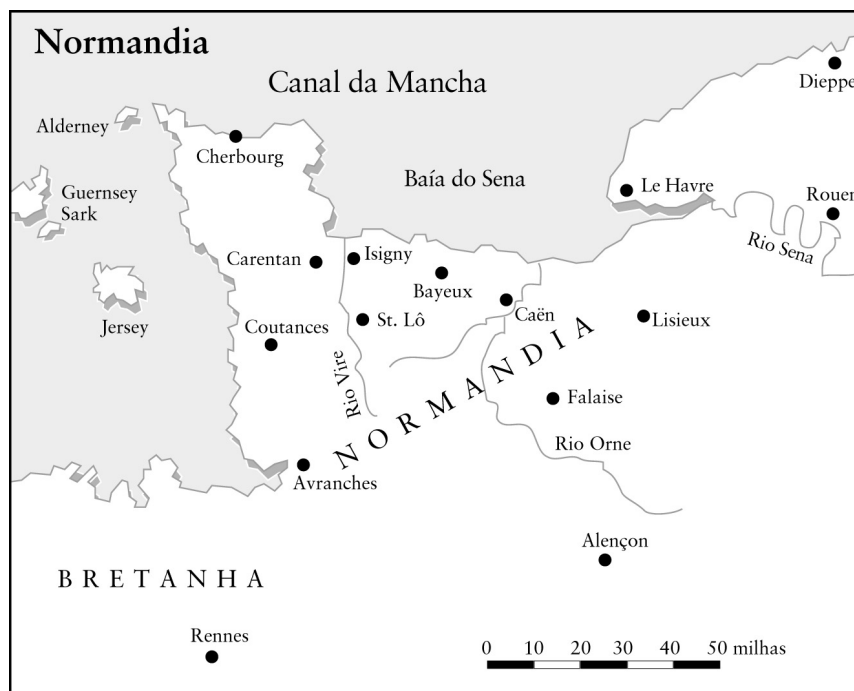 Normandia
Canal da Mancha
Dieppe
Alderney
Cherbourg
Baía do Sena
Le Havre
Guernsey
Sark
Rouen
Rio Sena
Carentan
Isigny
Bayeux
Jersey
Coutances
St. Lô
Caën
Lisieux
Rio Vire
NORMANDIA
Falaise
Rio Orne
Avranches
Alençon
BRETANHA
Rennes
0 10 20 30 40 50 milhas